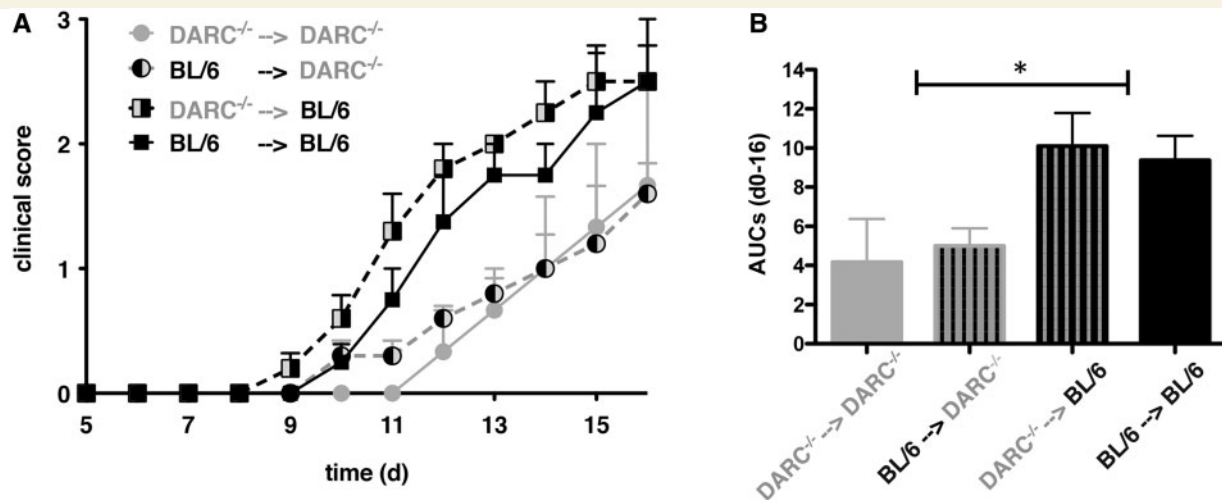 A
DARC-/- --> DARC-/-
BL/6 --> DARC-/-
DARC-/- --> BL/6
BL/6 --> BL/6
clinical score
3
2
1
0
5 7 9 11 13 15
time (d)
B
*
AUCs (d0-16)
14
12
10
8
6
4
2
0
DARC-/- --> DARC-/-
BL/6 --> DARC-/-
DARC-/- --> BL/6
BL/6 --> BL/6